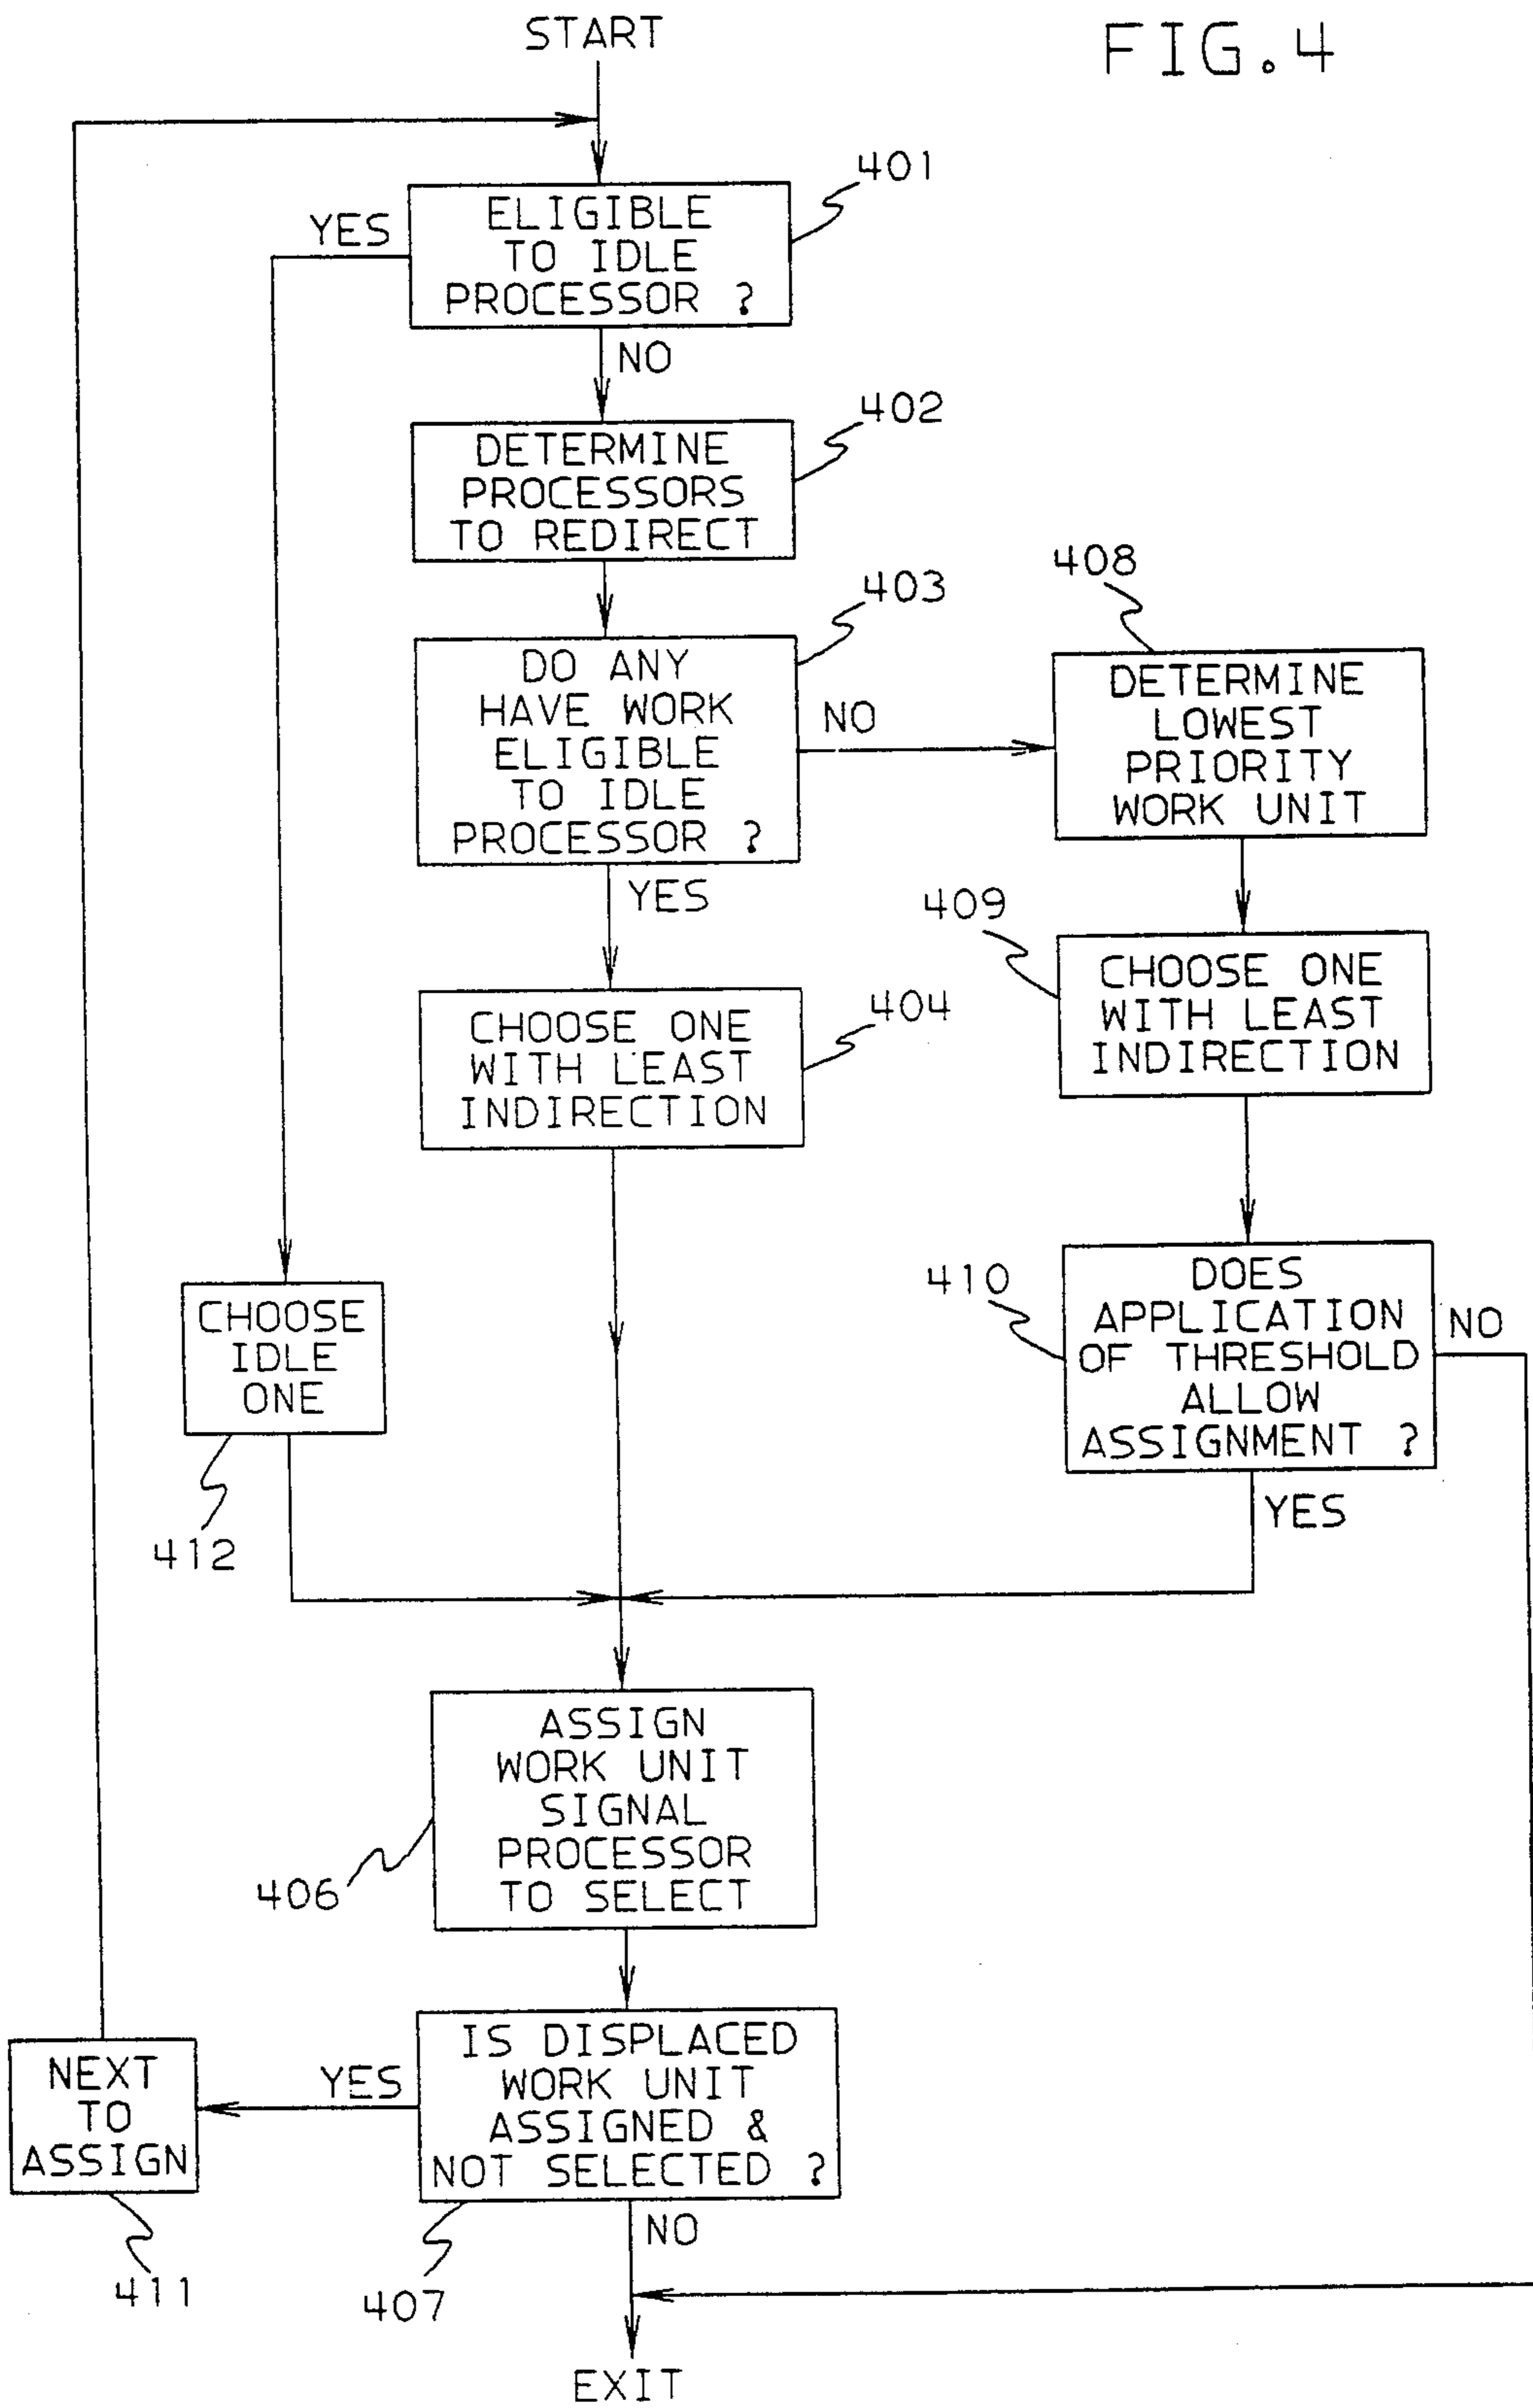 START
FIG.4
401
YES
ELIGIBLE
TO IDLE
PROCESSOR ?
NO
402
DETERMINE
PROCESSORS
TO REDIRECT
403
DO ANY
HAVE WORK
ELIGIBLE
TO IDLE
PROCESSOR ?
NO
408
DETERMINE
LOWEST
PRIORITY
WORK UNIT
YES
404
CHOOSE ONE
WITH LEAST
INDIRECTION
409
CHOOSE ONE
WITH LEAST
INDIRECTION
CHOOSE
IDLE
ONE
412
410
DOES
APPLICATION
OF THRESHOLD
ALLOW
ASSIGNMENT ?
NO
YES
ASSIGN
WORK UNIT
SIGNAL
PROCESSOR
TO SELECT
406
NEXT
TO
ASSIGN
411
YES
IS DISPLACED
WORK UNIT
ASSIGNED &
NOT SELECTED ?
407
NO
EXIT